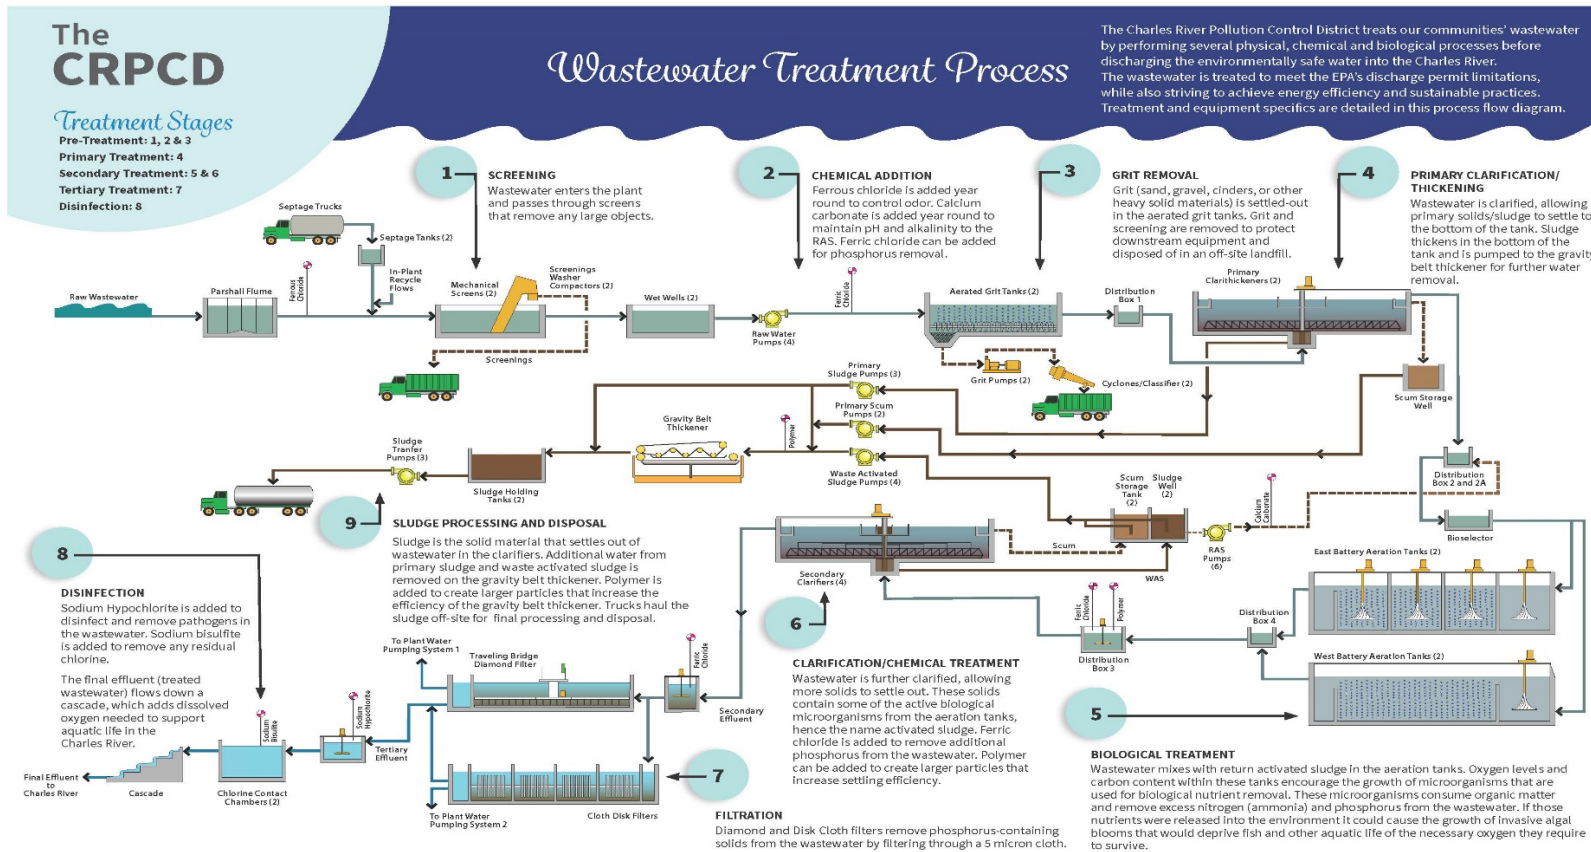 The
CRPCD
Treatment Stages
Pre-Treatment: 1, 2 & 3
Primary Treatment: 4
Secondary Treatment: 5 & 6
Tertiary Treatment: 7
Disinfection: 8
Wastewater Treatment Process
The Charles River Pollution Control District treats our communities' wastewater
by performing several physical, chemical and biological processes before
discharging the environmentally safe water into the Charles River.
The wastewater is treated to meet the EPA's discharge permit limitations,
while also striving to achieve energy efficiency and sustainable practices.
Treatment and equipment specifics are detailed in this process flow diagram.
1
SCREENING
Wastewater enters the plant
and passes through screens
that remove any large objects.
2
CHEMICAL ADDITION
Ferrous chloride is added year
round to control odor. Calcium
carbonate is added year round to
maintain pH and alkalinity to the
RAS. Ferric chloride can be added
for phosphorus removal.
3
GRIT REMOVAL
Grit (sand, gravel, cinders, or other
heavy solid materials) is settled-out
in the aerated grit tanks. Grit and
screening are removed to protect
downstream equipment and
disposed of in an off-site landfill.
4
PRIMARY CLARIFICATION/
THICKENING
Wastewater is clarified, allowing
primary solids/sludge to settle to
the bottom of the tank. Sludge
thickens in the bottom of the
tank and is pumped to the gravity
belt thickener for further water
removal.
Septage Trucks
Septage Tanks (2)
In-Plant
Recycle
Flows
Ferrous
Chloride
Raw Wastewater
Parshall Flume
Mechanical
Screens (2)
Screenings
Washer
Compactors (2)
Screenings
Wet Wells (2)
Raw Water
Pumps (4)
Ferric
Chloride
Aerated Grit Tanks (2)
Distribution
Box 1
Primary
Clarithickeners (2)
Grit Pumps (2)
Cyclones/Classifier (2)
Scum Storage
Well
Primary
Sludge Pumps (3)
Primary Scum
Pumps (2)
Waste Activated
Sludge Pumps (4)
Polymer
Gravity Belt
Thickener
Sludge
Tranfer
Pumps (3)
Sludge Holding
Tanks (2)
Distribution
Box 2 and 2A
Bioselector
Scum
Storage
Tank
(2)
Sludge
Well
(2)
Calcium
Carbonate
RAS
Pumps
(6)
Scum
WAS
Secondary
Clarifiers (4)
East Battery Aeration Tanks (2)
West Battery Aeration Tanks (2)
Distribution
Box 4
Ferric
Chloride
Polymer
Distribution
Box 3
9
SLUDGE PROCESSING AND DISPOSAL
Sludge is the solid material that settles out of
wastewater in the clarifiers. Additional water from
primary sludge and waste activated sludge is
removed on the gravity belt thickener. Polymer is
added to create larger particles that increase the
efficiency of the gravity belt thickener. Trucks haul the
sludge off-site for final processing and disposal.
8
DISINFECTION
Sodium Hypochlorite is added to
disinfect and remove pathogens in
the wastewater. Sodium bisulfite
is added to remove any residual
chlorine.
The final effluent (treated
wastewater) flows down a
cascade, which adds dissolved
oxygen needed to support
aquatic life in the
Charles River.
6
CLARIFICATION/CHEMICAL TREATMENT
Wastewater is further clarified, allowing
more solids to settle out. These solids
contain some of the active biological
microorganisms from the aeration tanks,
hence the name activated sludge. Ferric
chloride is added to remove additional
phosphorus from the wastewater. Polymer
can be added to create larger particles that
increase settling efficiency.
5
BIOLOGICAL TREATMENT
Wastewater mixes with return activated sludge in the aeration tanks. Oxygen levels and
carbon content within these tanks encourage the growth of microorganisms that are
used for biological nutrient removal. These microorganisms consume organic matter
and remove excess nitrogen (ammonia) and phosphorus from the wastewater. If those
nutrients were released into the environment it could cause the growth of invasive algal
blooms that would deprive fish and other aquatic life of the necessary oxygen they require
to survive.
To Plant Water
Pumping System 1
Traveling Bridge
Diamond Filter
Ferric
Chloride
Secondary
Effluent
Sodium
Hypochlorite
Tertiary
Effluent
Sodium
Bisulfite
Chlorine Contact
Chambers (2)
Cascade
Final Effluent
to
Charles River
To Plant Water
Pumping System 2
Cloth Disk Filters
7
FILTRATION
Diamond and Disk Cloth filters remove phosphorus-containing
solids from the wastewater by filtering through a 5 micron cloth.